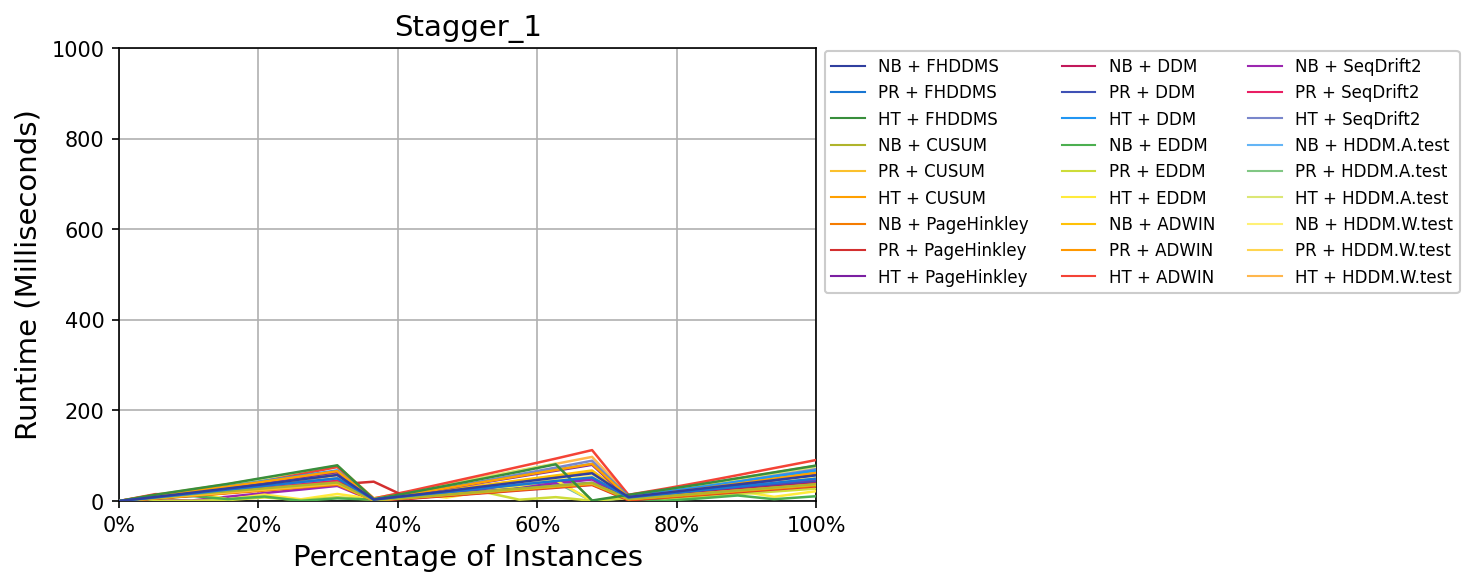 Stagger_1
Runtime (Milliseconds)
1000
800
600
400
200
0
0% 20% 40% 60% 80% 100%
Percentage of Instances
NB + FHDDMS
PR + FHDDMS
HT + FHDDMS
NB + CUSUM
PR + CUSUM
HT + CUSUM
NB + PageHinkley
PR + PageHinkley
HT + PageHinkley
NB + DDM
PR + DDM
HT + DDM
NB + EDDM
PR + EDDM
HT + EDDM
NB + ADWIN
PR + ADWIN
HT + ADWIN
NB + SeqDrift2
PR + SeqDrift2
HT + SeqDrift2
NB + HDDM.A.test
PR + HDDM.A.test
HT + HDDM.A.test
NB + HDDM.W.test
PR + HDDM.W.test
HT + HDDM.W.test